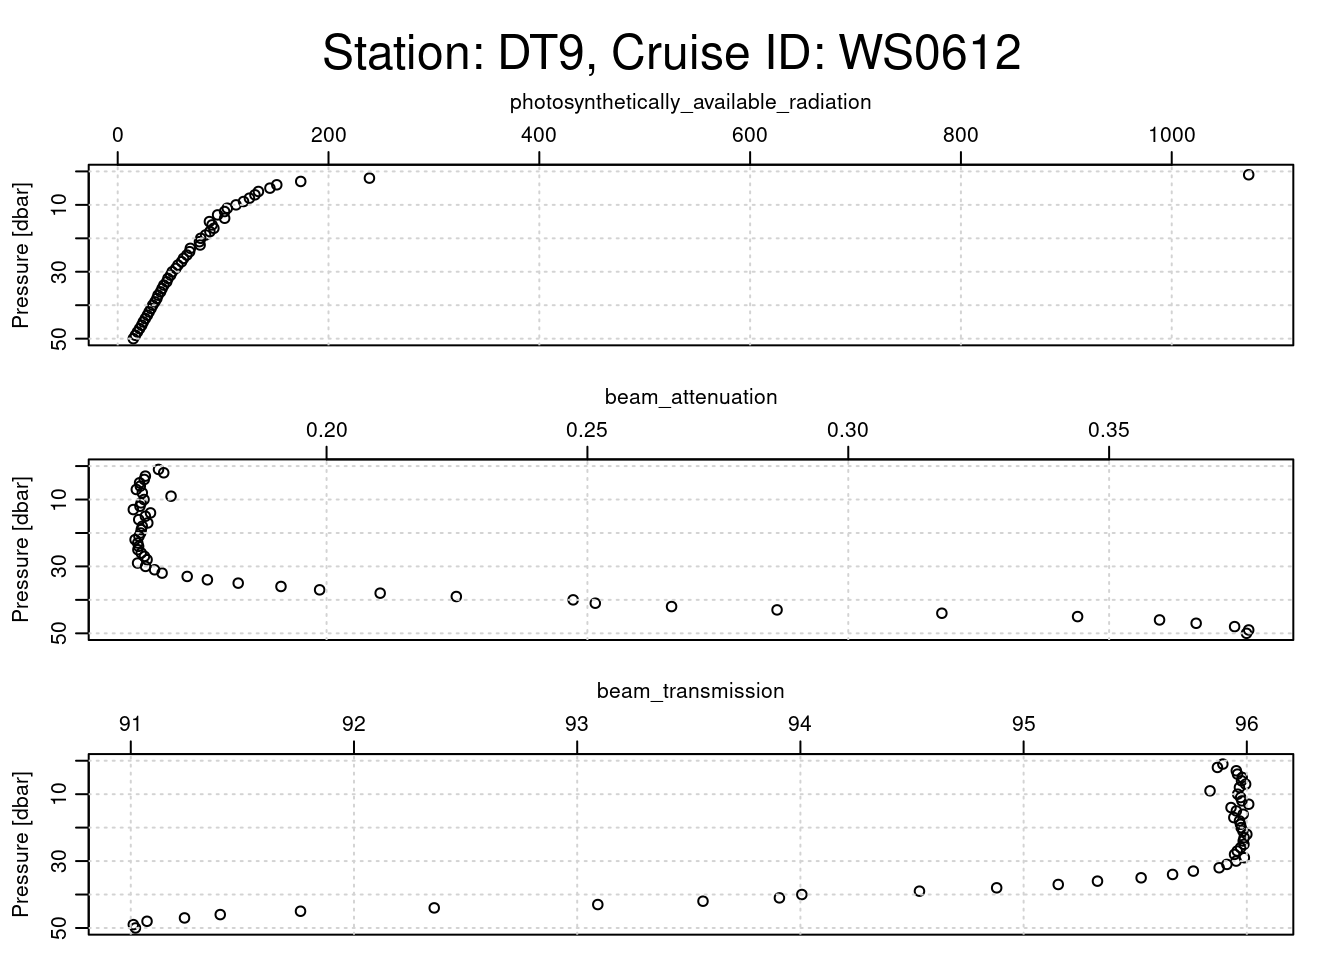 Station: DT9, Cruise ID: WS0612
photosynthetically_available_radiation
0 200 400 600 800 1000
Pressure [dbar]
10
30
50
beam_attenuation
0.20 0.25 0.30 0.35
Pressure [dbar]
10
30
50
beam_transmission
91 92 93 94 95 96
Pressure [dbar]
10
30
50